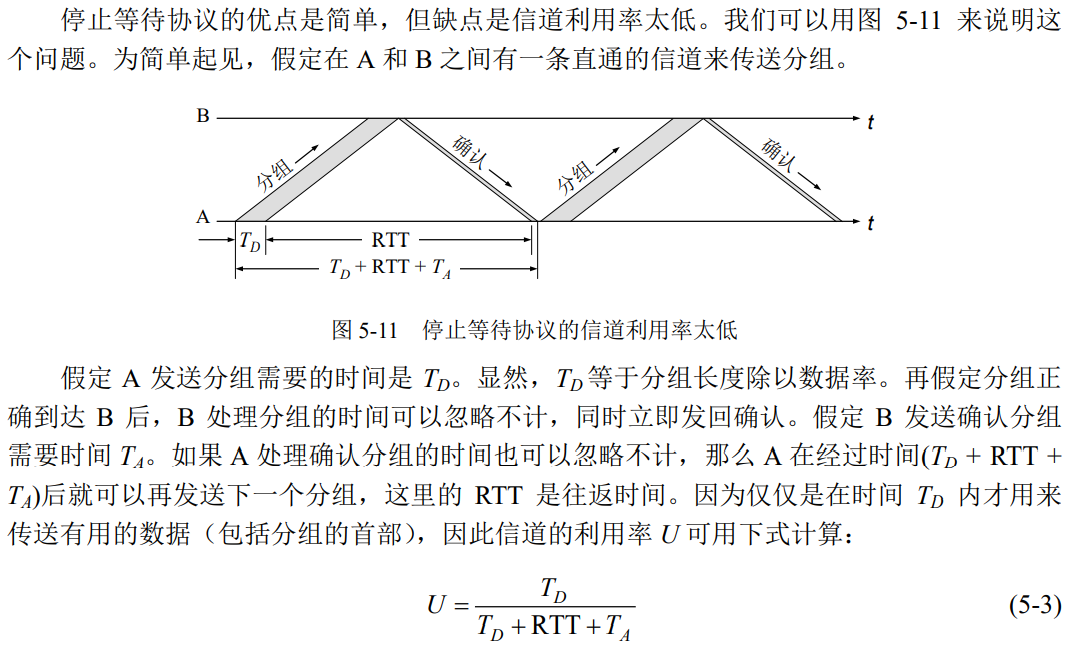 停止等待协议的优点是简单，但缺点是信道利用率太低。我们可以用图 5-11 来说明这
个问题。为简单起见，假定在 A 和 B 之间有一条直通的信道来传送分组。
B
t
分组
确认
分组
确认
A
t
T_D
RTT
T_D + RTT + T_A
图 5-11 停止等待协议的信道利用率太低
假定 A 发送分组需要的时间是 T_D。显然，T_D 等于分组长度除以数据率。再假定分组正
确到达 B 后，B 处理分组的时间可以忽略不计，同时立即发回确认。假定 B 发送确认分组
需要时间 T_A。如果 A 处理确认分组的时间也可以忽略不计，那么 A 在经过时间(T_D + RTT +
T_A)后就可以再发送下一个分组，这里的 RTT 是往返时间。因为仅仅是在时间 T_D 内才用来
传送有用的数据（包括分组的首部），因此信道的利用率 U 可用下式计算：
U = T_D / (T_D + RTT + T_A) (5-3)